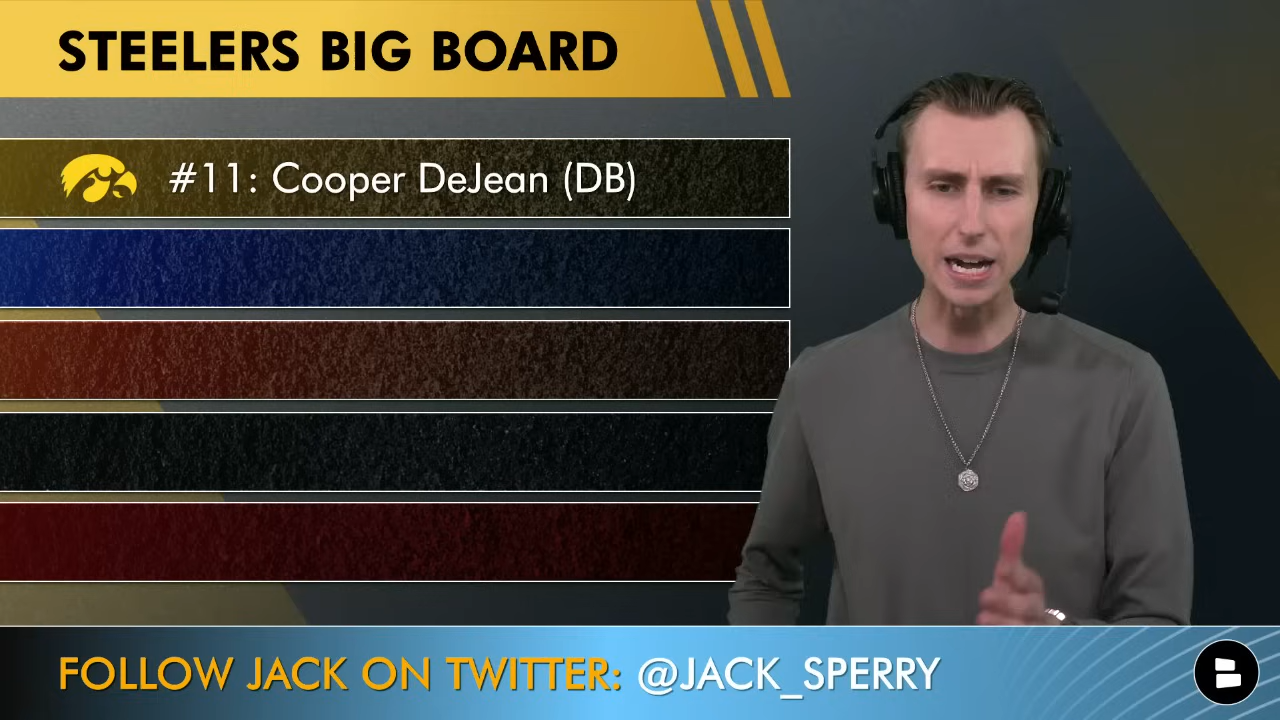 STEELERS BIG BOARD
#11: Cooper DeJean (DB)
FOLLOW JACK ON TWITTER: @JACK_SPERRY